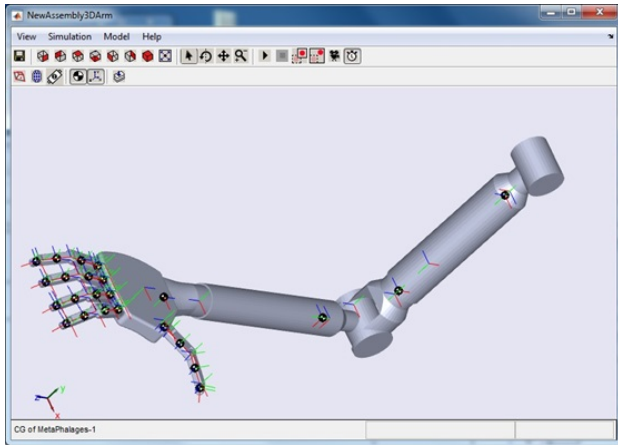 NewAssembly3DArm
View Simulation Model Help
y
z
x
CG of MetaPhalages-1